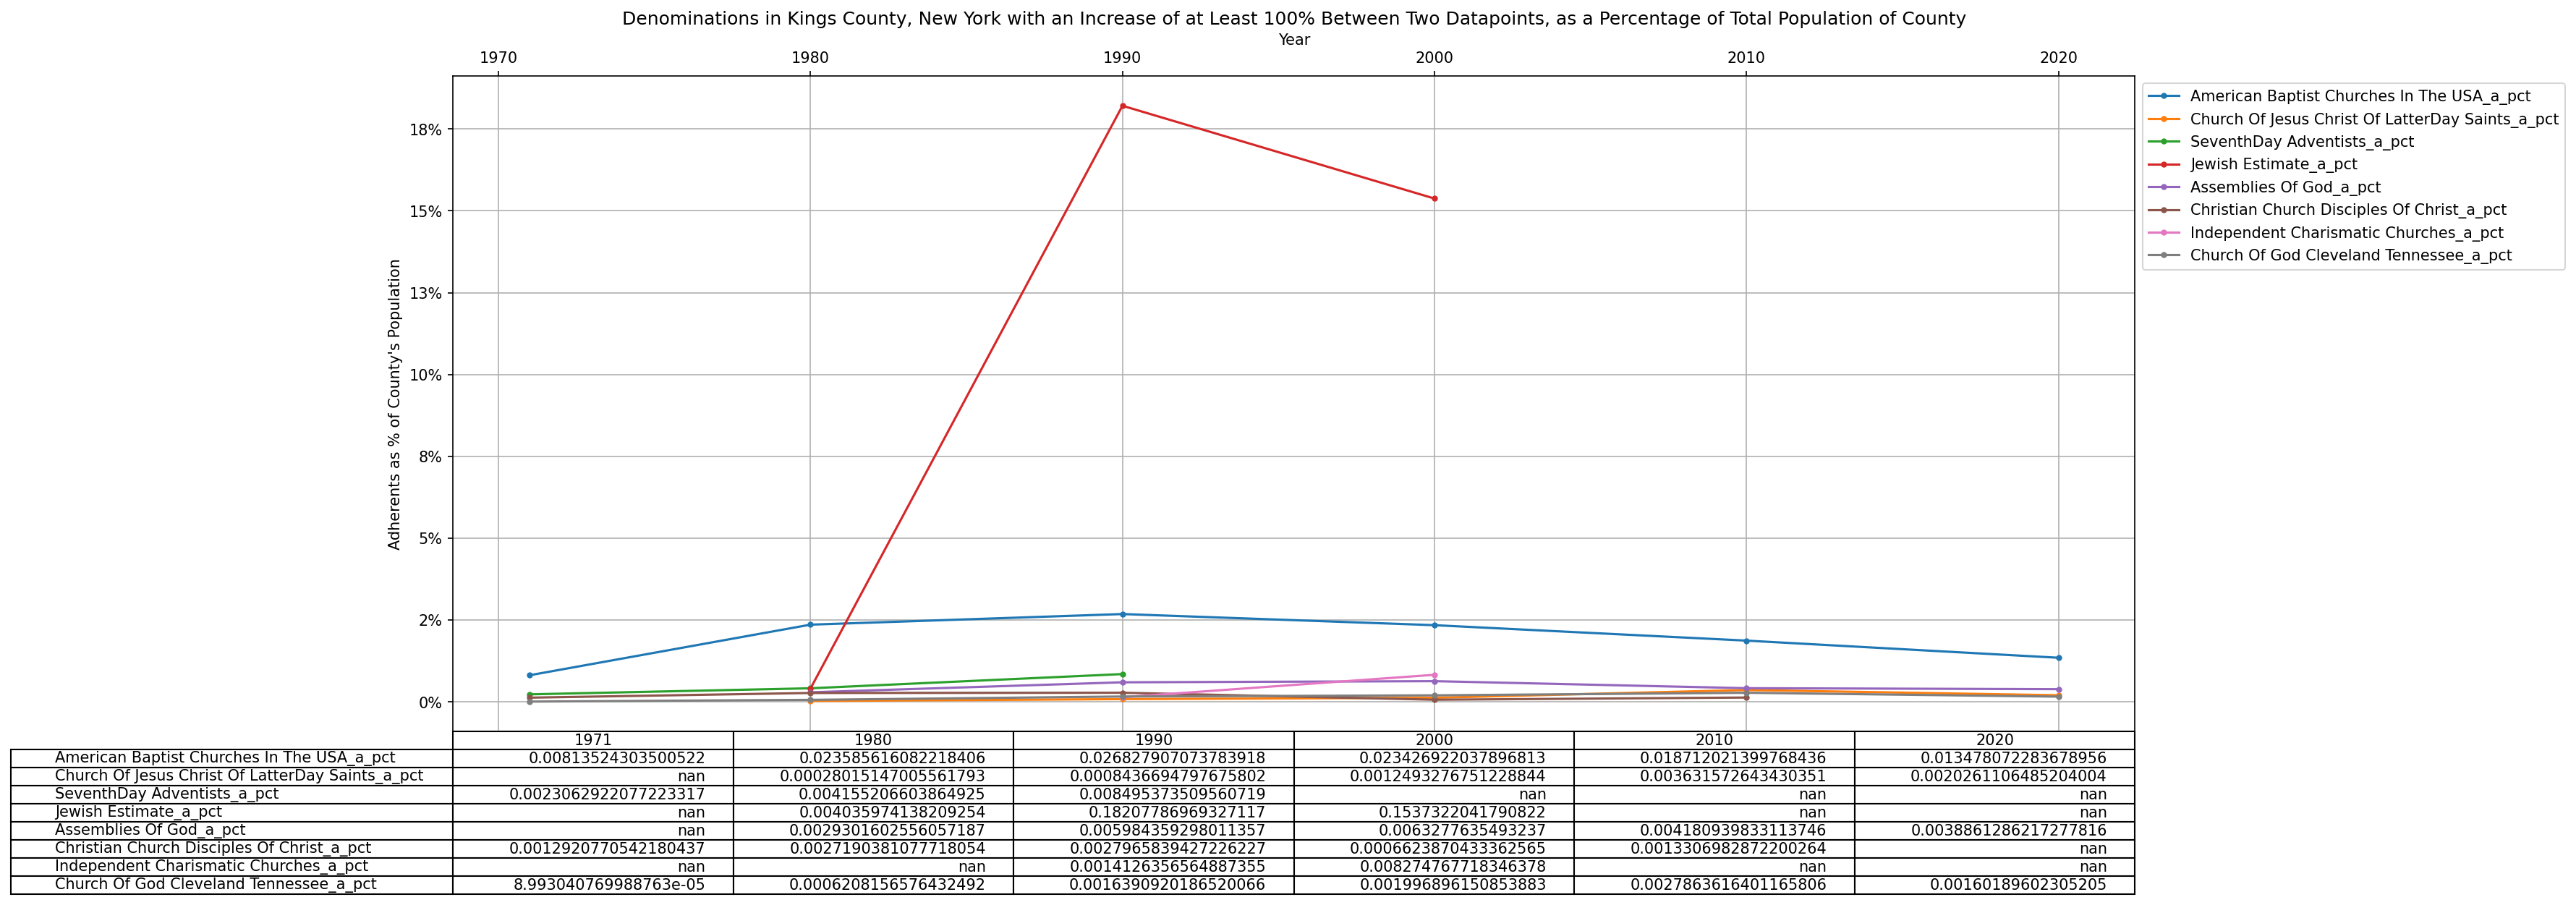 Denominations in Kings County, New York with an Increase of at Least 100% Between Two Datapoints, as a Percentage of Total Population of County
Year
1970 1980 1990 2000 2010 2020
18%
15%
13%
10%
8%
5%
2%
0%
Adherents as % of County's Population
American Baptist Churches In The USA_a_pct
Church Of Jesus Christ Of LatterDay Saints_a_pct
SeventhDay Adventists_a_pct
Jewish Estimate_a_pct
Assemblies Of God_a_pct
Christian Church Disciples Of Christ_a_pct
Independent Charismatic Churches_a_pct
Church Of God Cleveland Tennessee_a_pct
1971 1980 1990 2000 2010 2020
American Baptist Churches In The USA_a_pct 0.00813524303500522 0.023585616082218406 0.026827907073783918 0.023426922037896813 0.018712021399768436 0.013478072283678956
Church Of Jesus Christ Of LatterDay Saints_a_pct nan 0.00028015147005561793 0.0008436694797675802 0.0012493276751228844 0.003631572643430351 0.0020261106485204004
SeventhDay Adventists_a_pct 0.0023062922077223317 0.004155206603864925 0.008495373509560719 nan nan nan
Jewish Estimate_a_pct nan 0.004035974138209254 0.18207786969327117 0.1537322041790822 nan nan
Assemblies Of God_a_pct nan 0.0029301602556057187 0.005984359298011357 0.0063277635493237 0.004180939833113746 0.0038861286217277816
Christian Church Disciples Of Christ_a_pct 0.0012920770542180437 0.0027190381077718054 0.0027965839427226227 0.0006623870433362565 0.0013306982872200264 nan
Independent Charismatic Churches_a_pct nan nan 0.0014126356564887355 0.008274767718346378 nan nan
Church Of God Cleveland Tennessee_a_pct 8.993040769988763e-05 0.0006208156576432492 0.0016390920186520066 0.001996896150853883 0.0027863616401165806 0.00160189602305205